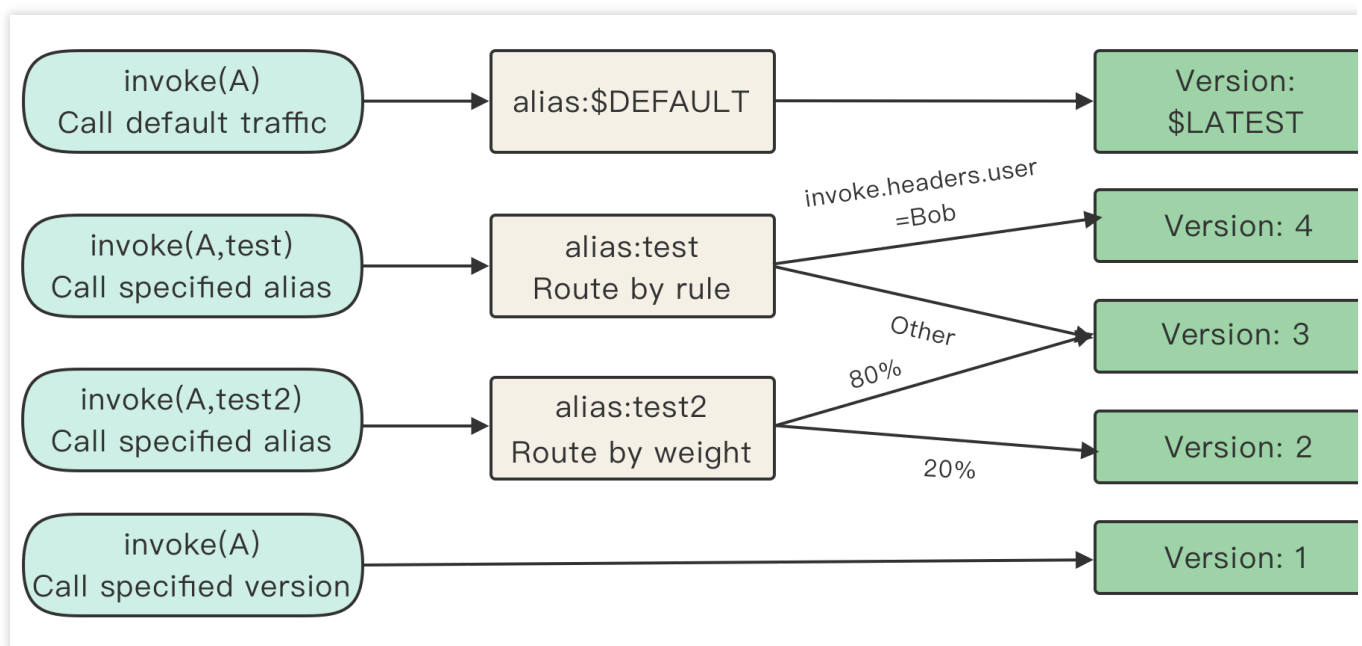 invoke(A)
Call default traffic
alias:$DEFAULT
Version:
$LATEST
invoke.headers.user
=Bob
Version: 4
invoke(A,test)
Call specified alias
alias:test
Route by rule
Other
Version: 3
80%
invoke(A,test2)
Call specified alias
alias:test2
Route by weight
20%
Version: 2
invoke(A)
Call specified version
Version: 1